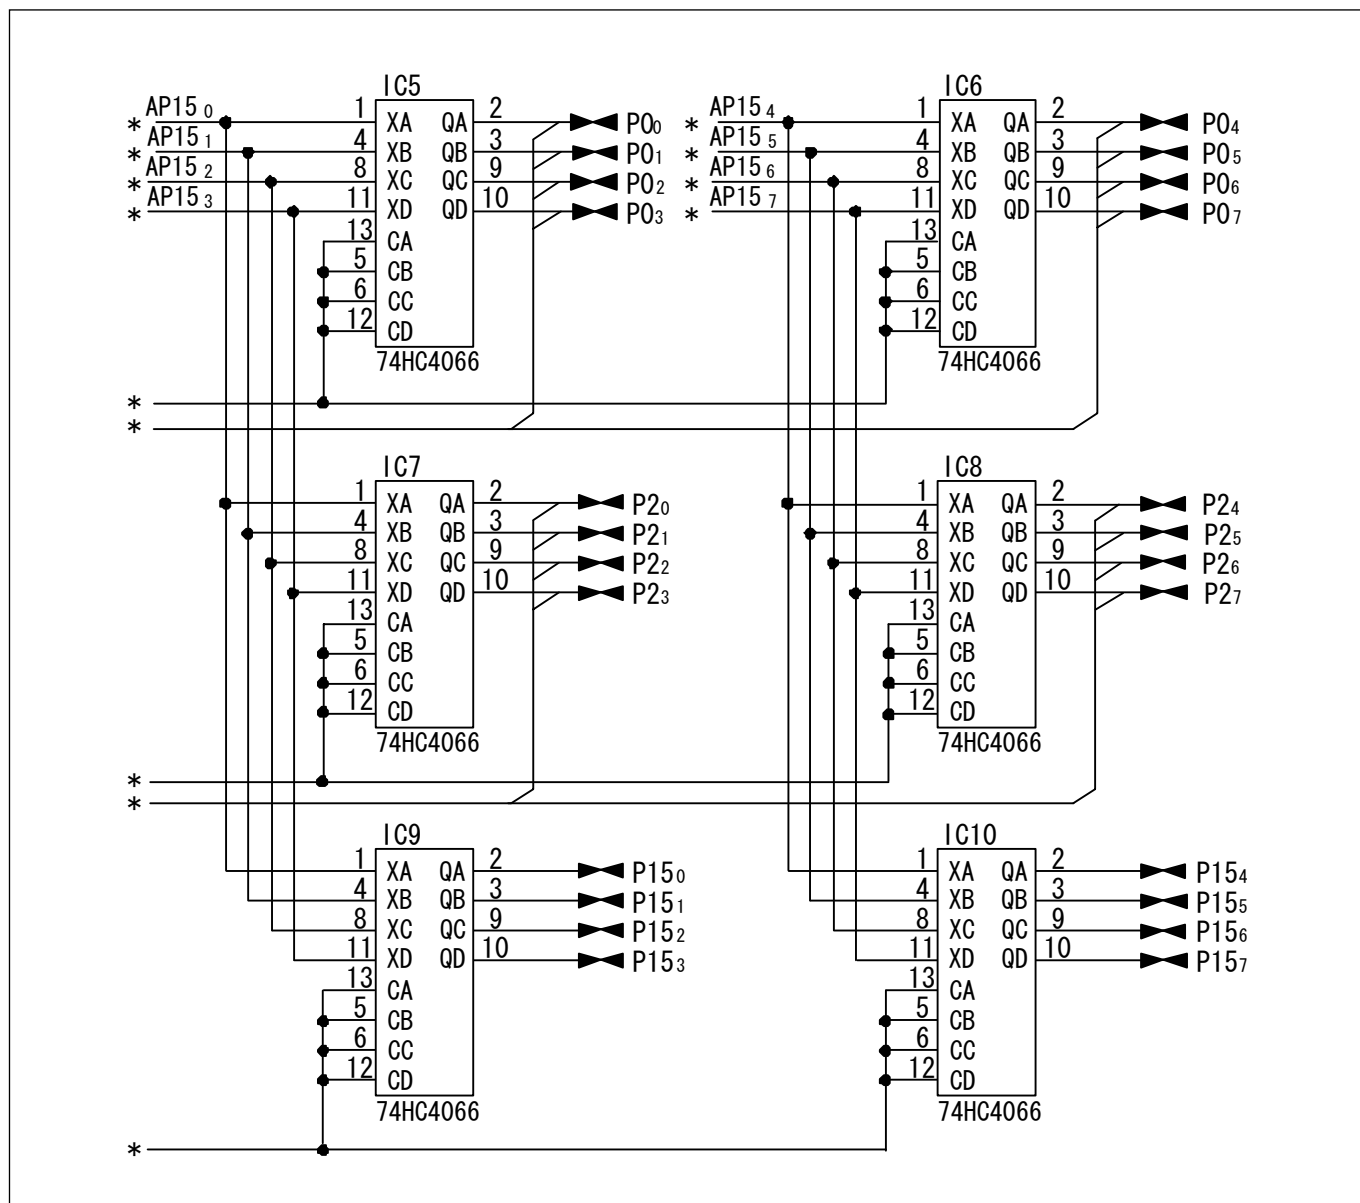 IC5
* AP15 0 1 XA QA 2 P00
* AP15 1 4 XB QB 3 P01
* AP15 2 8 XC QC 9 P02
* AP15 3 11 XD QD 10 P03
13 CA
5 CB
6 CC
12 CD
74HC4066
IC6
* AP15 4 1 XA QA 2 P04
* AP15 5 4 XB QB 3 P05
* AP15 6 8 XC QC 9 P06
* AP15 7 11 XD QD 10 P07
13 CA
5 CB
6 CC
12 CD
74HC4066
*
*
IC7
1 XA QA 2 P20
4 XB QB 3 P21
8 XC QC 9 P22
11 XD QD 10 P23
13 CA
5 CB
6 CC
12 CD
74HC4066
IC8
1 XA QA 2 P24
4 XB QB 3 P25
8 XC QC 9 P26
11 XD QD 10 P27
13 CA
5 CB
6 CC
12 CD
74HC4066
*
*
IC9
1 XA QA 2 P150
4 XB QB 3 P151
8 XC QC 9 P152
11 XD QD 10 P153
13 CA
5 CB
6 CC
12 CD
74HC4066
IC10
1 XA QA 2 P154
4 XB QB 3 P155
8 XC QC 9 P156
11 XD QD 10 P157
13 CA
5 CB
6 CC
12 CD
74HC4066
*